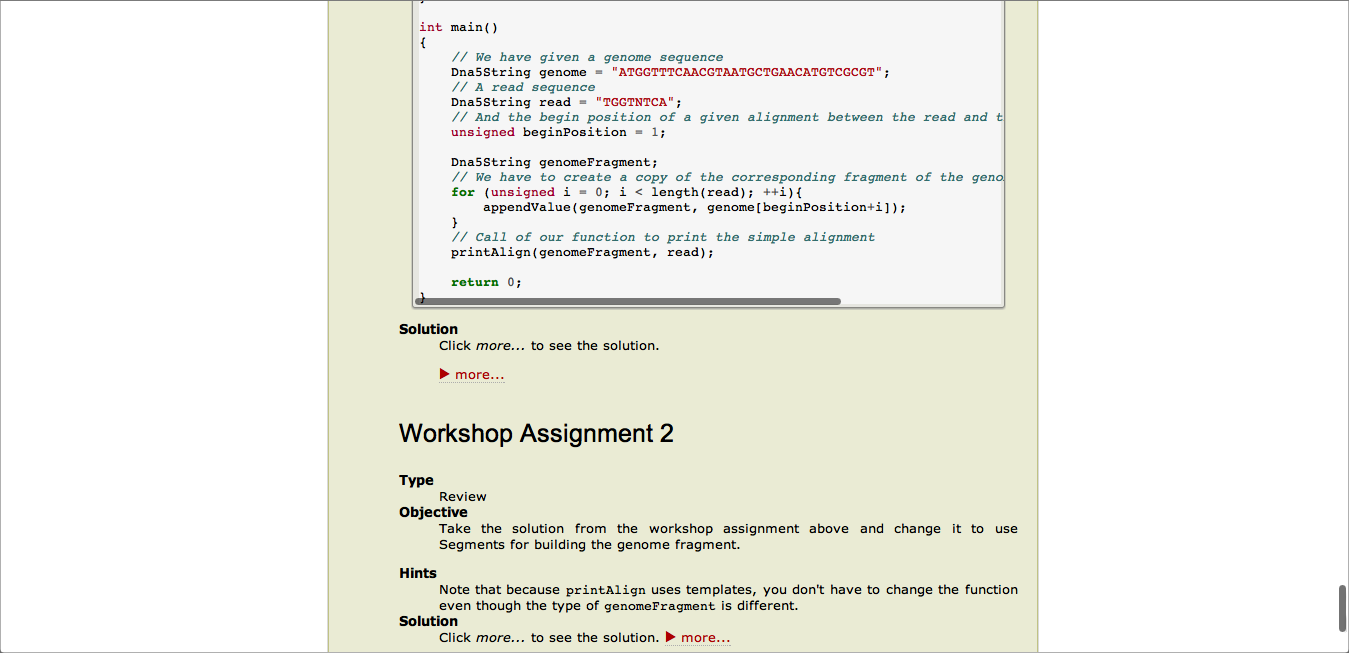 int main()
{
// We have given a genome sequence
Dna5String genome = "ATGGTTTCAACGTAATGCTGAACATGTCGCGT";
// A read sequence
Dna5String read = "TGGTNTCA";
// And the begin position of a given alignment between the read and t
unsigned beginPosition = 1;
Dna5String genomeFragment;
// We have to create a copy of the corresponding fragment of the geno
for (unsigned i = 0; i < length(read); ++i){
appendValue(genomeFragment, genome[beginPosition+i]);
}
// Call of our function to print the simple alignment
printAlign(genomeFragment, read);
return 0;
}
Solution
Click more... to see the solution.
▶ more...
Workshop Assignment 2
Type
Review
Objective
Take the solution from the workshop assignment above and change it to use
Segments for building the genome fragment.
Hints
Note that because printAlign uses templates, you don't have to change the function
even though the type of genomeFragment is different.
Solution
Click more... to see the solution. ▶ more...